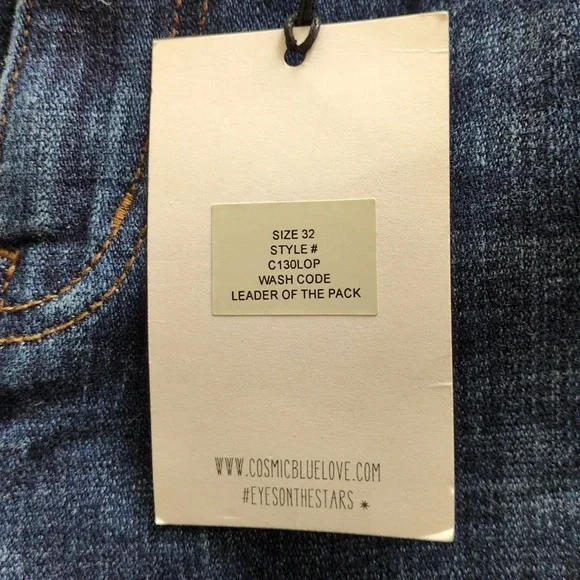 SIZE 32
STYLE #
C130LOP
WASH CODE
LEADER OF THE PACK
WWW.COSMICBLUELOVE.COM
#EYESONTHESTARS *